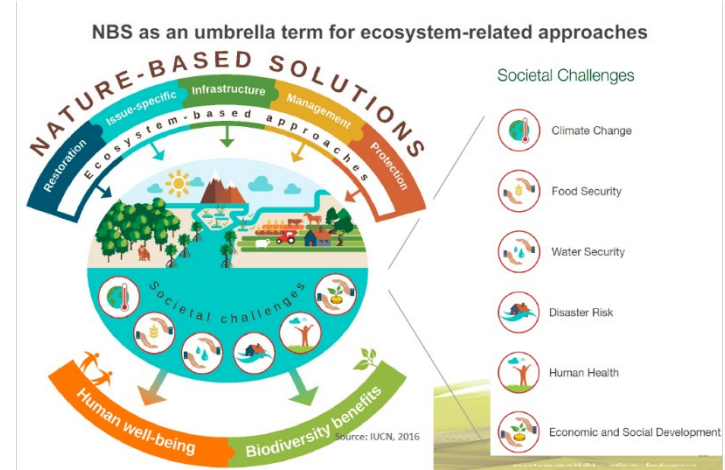 NBS as an umbrella term for ecosystem-related approaches
NATURE-BASED SOLUTIONS
Restoration
Issue-specific
Infrastructure
Management
Protection
Ecosystem-based approaches
Societal challenges
Human well-being
Biodiversity benefits
Source: IUCN, 2016
Societal Challenges
Climate Change
Food Security
Water Security
Disaster Risk
Human Health
Economic and Social Development